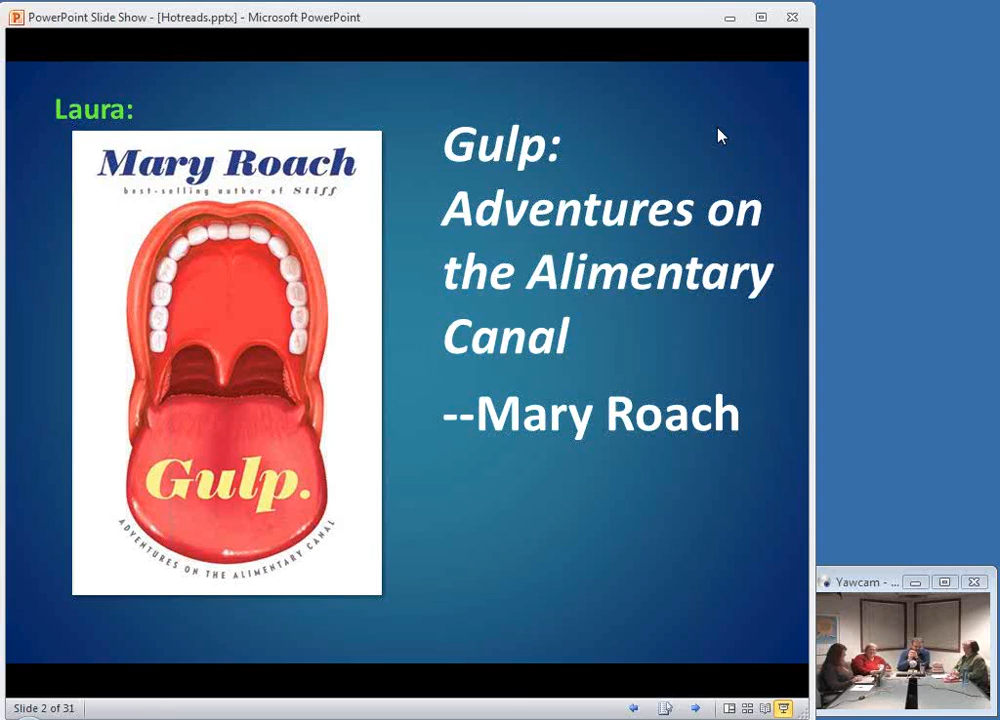 PowerPoint Slide Show - [Hotreads.pptx] - Microsoft PowerPoint
Laura:
Mary Roach
best-selling author of Stiff
Gulp.
ADVENTURES ON THE ALIMENTARY CANAL
Gulp:
Adventures on
the Alimentary
Canal
--Mary Roach
Yawcam - ...
Slide 2 of 31